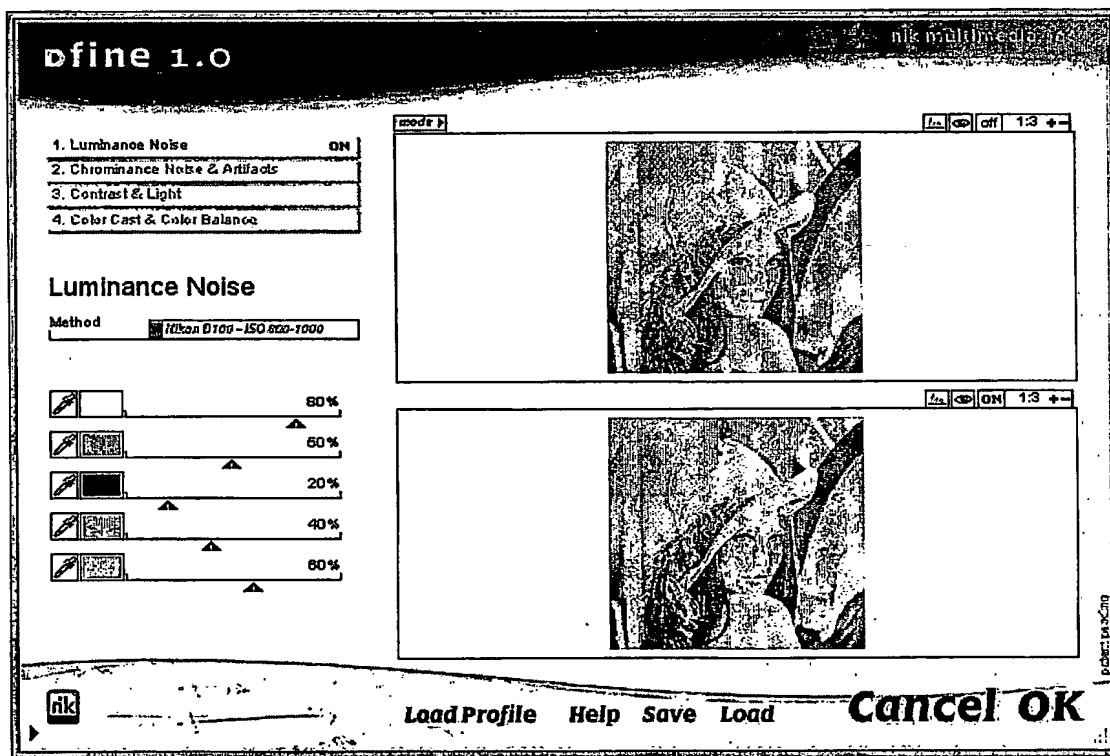 Dfine 1.0
nik multimedia, inc
1. Luminance Noise ON
2. Chrominance Noise & Artifacts
3. Contrast & Light
4. Color Cast & Color Balance
mode
off 1:3 +-
Luminance Noise
Method Nikon D100 - ISO 800-1000
80%
50%
20%
40%
60%
ON 1:3 +-
nik
Load Profile Help Save Load Cancel OK